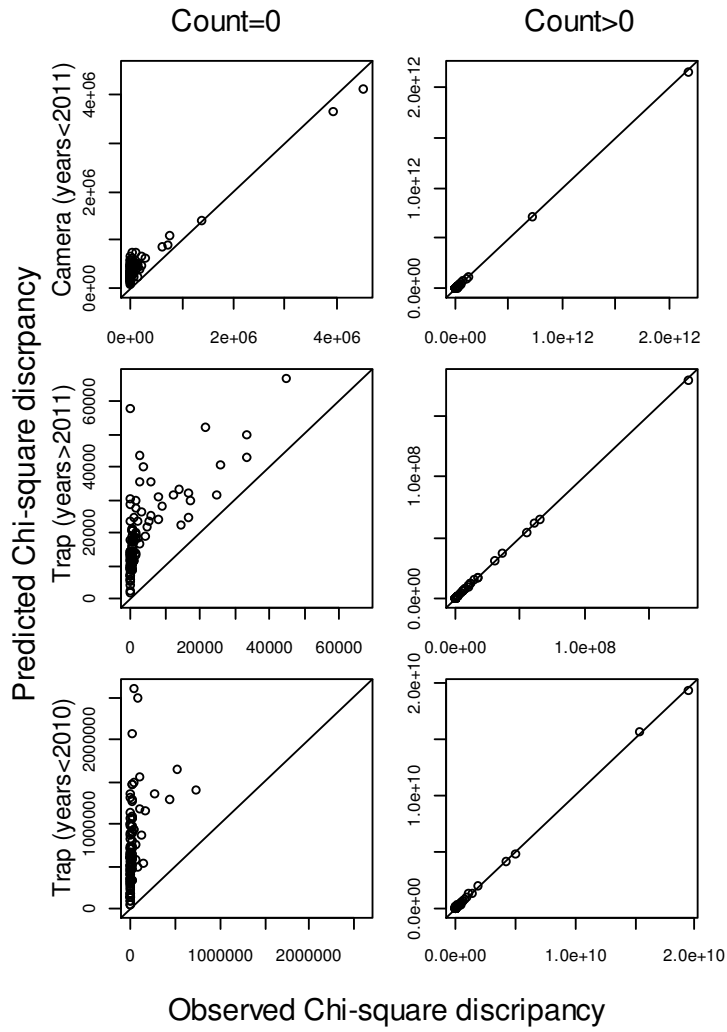 Count=0 Count>0
Predicted Chi-square discrpancy
Camera (years<2011)
0e+00 2e+06 4e+06
0e+00 2e+06 4e+06
0.0e+00 1.0e+12 2.0e+12
0.0e+00 1.0e+12 2.0e+12
Trap (years>2011)
0 20000 40000 60000
0 20000 40000 60000
0.0e+00 1.0e+08
0.0e+00 1.0e+08
Trap (years<2010)
0 1000000 2000000
0 1000000 2000000
0.0e+00 1.0e+10 2.0e+10
0.0e+00 1.0e+10 2.0e+10
Observed Chi-square discripancy